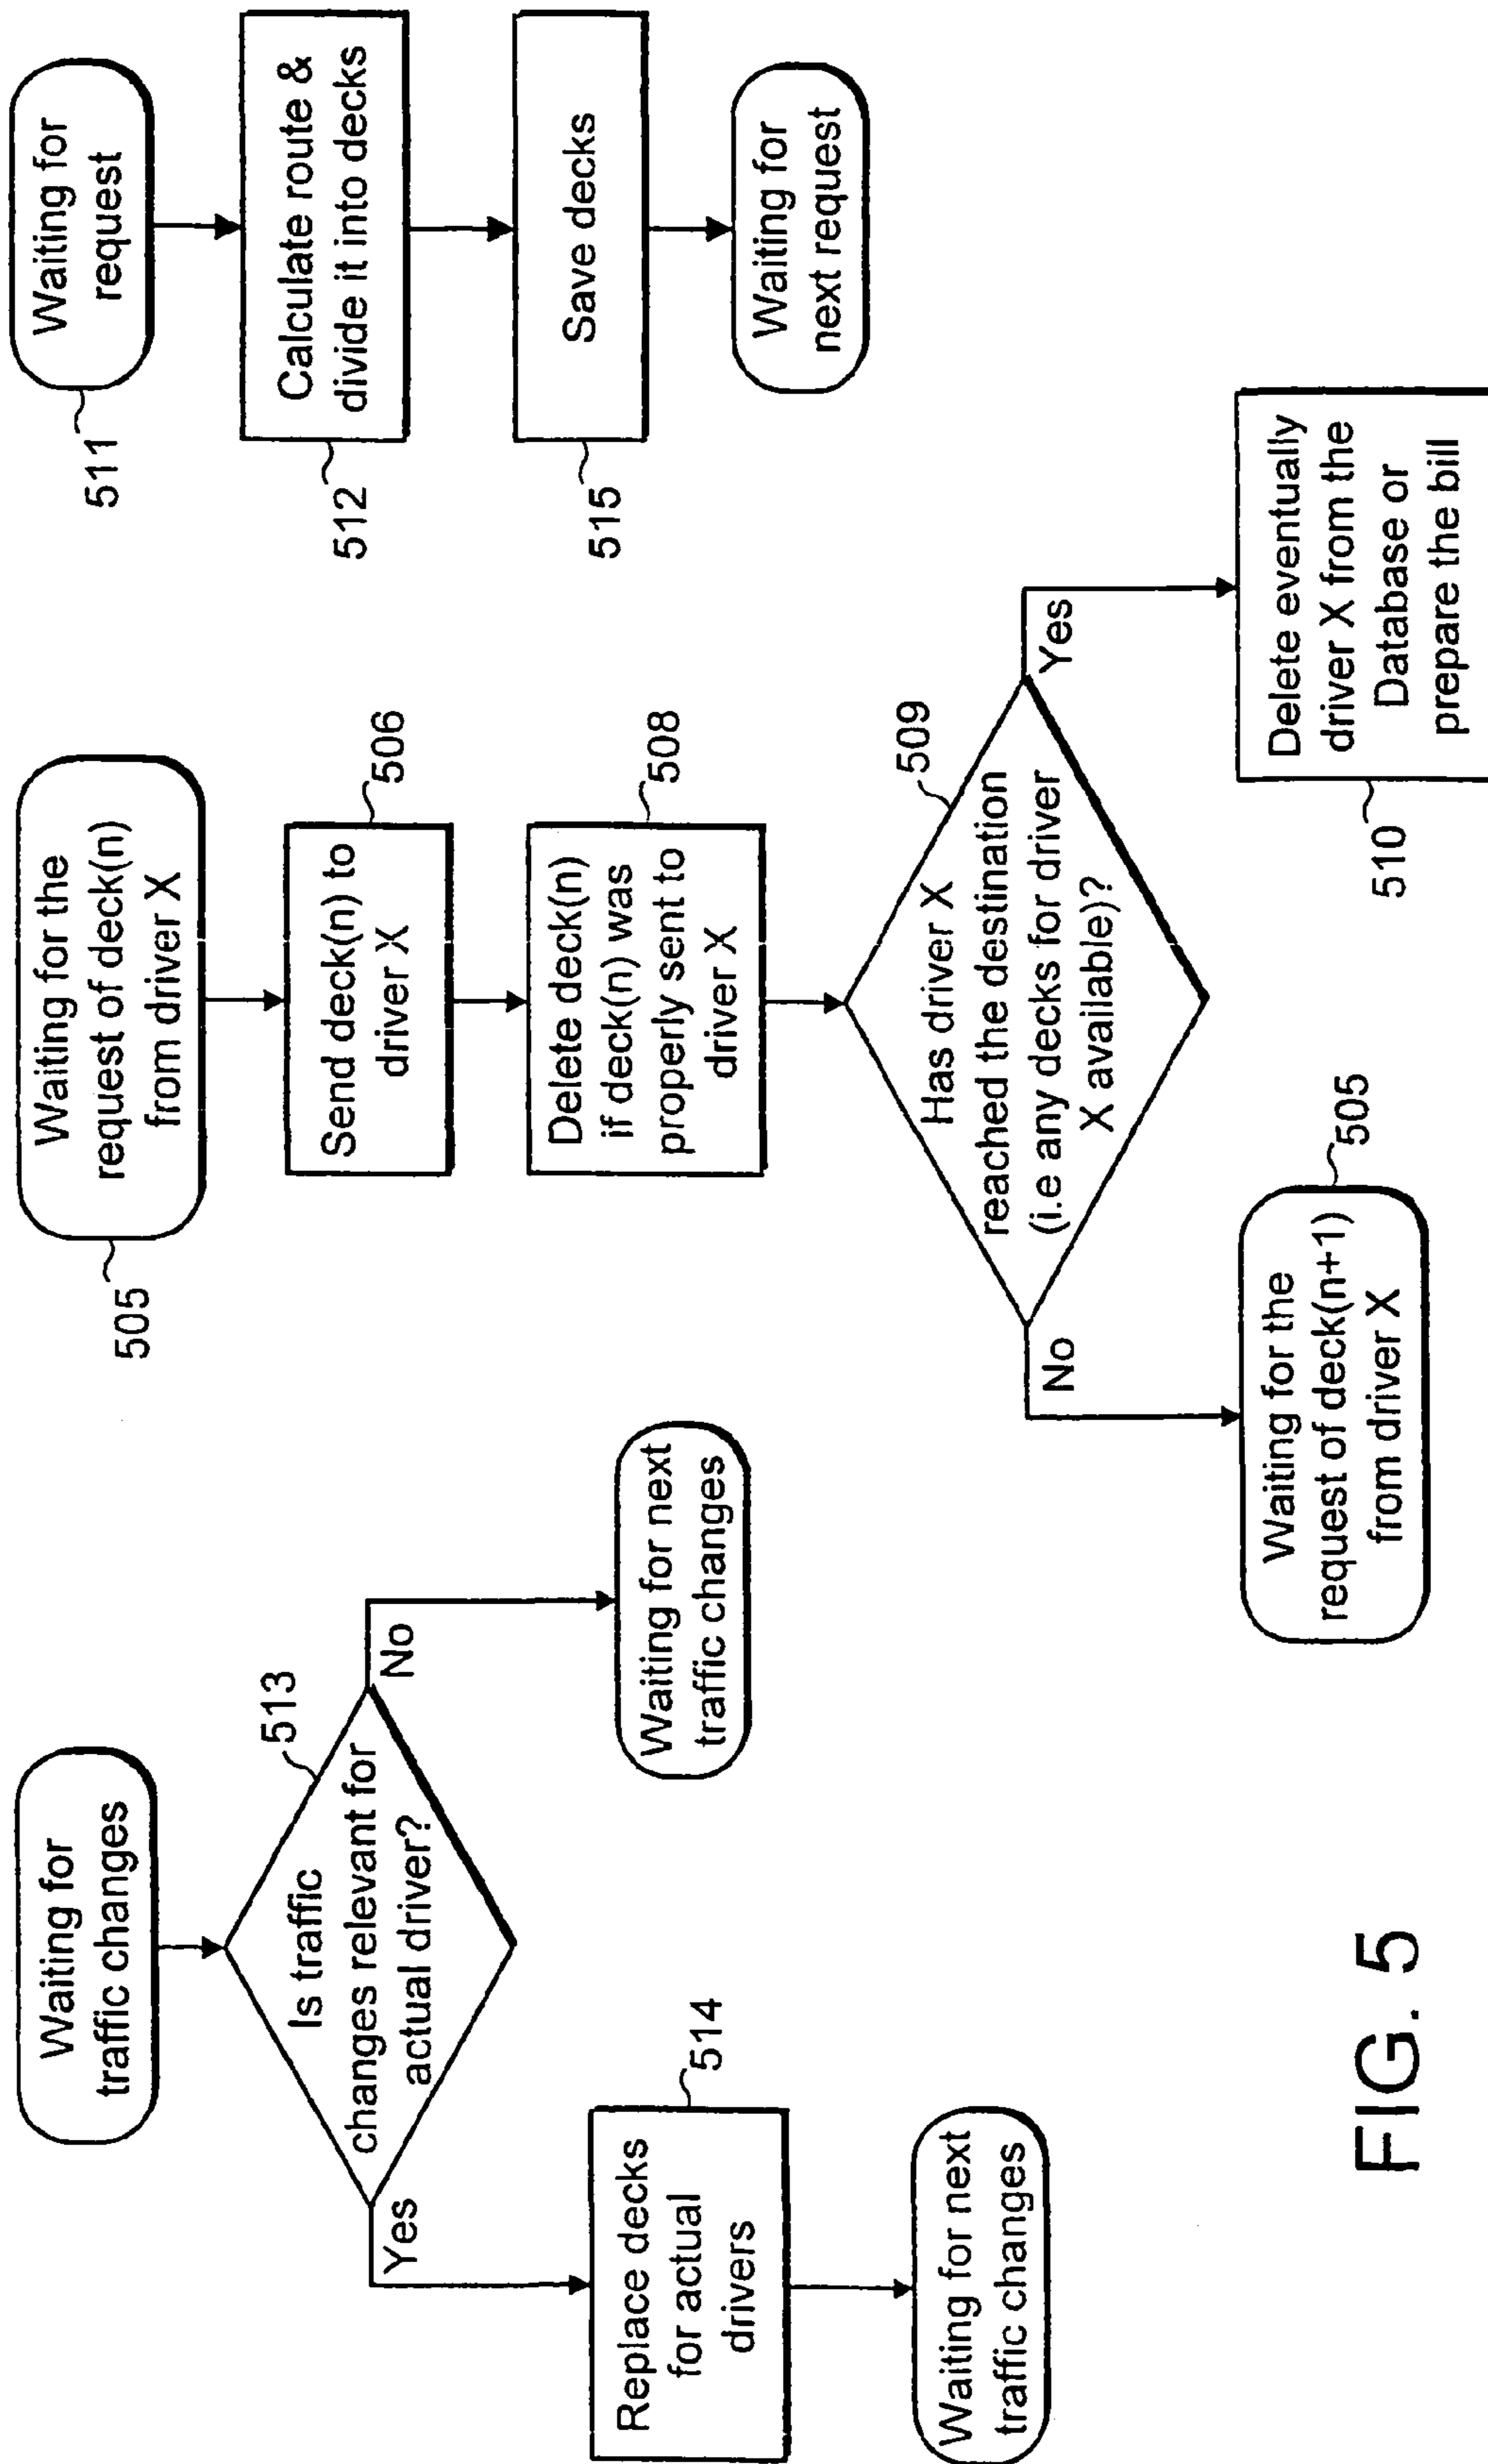 Waiting for
traffic changes
513
Is traffic
changes relevant for
actual driver?
Yes
No
514
Replace decks
for actual
drivers
Waiting for next
traffic changes
Waiting for next
traffic changes
505
Waiting for the
request of deck(n)
from driver X
506
Send deck(n) to
driver X
508
Delete deck(n)
if deck(n) was
properly sent to
driver X
509
Has driver X
reached the destination
(i.e any decks for driver
X available)?
No
Yes
505
Waiting for the
request of deck(n+1)
from driver X
510
Delete eventually
driver X from the
Database or
prepare the bill
511
Waiting for
request
512
Calculate route &
divide it into decks
515
Save decks
Waiting for
next request
FIG. 5